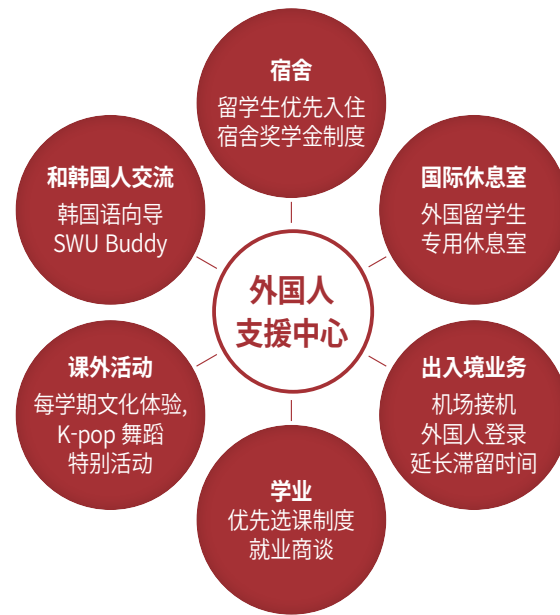 宿舍
留学生优先入住
宿舍奖学金制度
和韩国人交流
韩国语向导
SWU Buddy
国际休息室
外国留学生
专用休息室
外国人
支援中心
课外活动
每学期文化体验,
K-pop 舞蹈
特别活动
出入境业务
机场接机
外国人登录
延长滞留时间
学业
优先选课制度
就业商谈